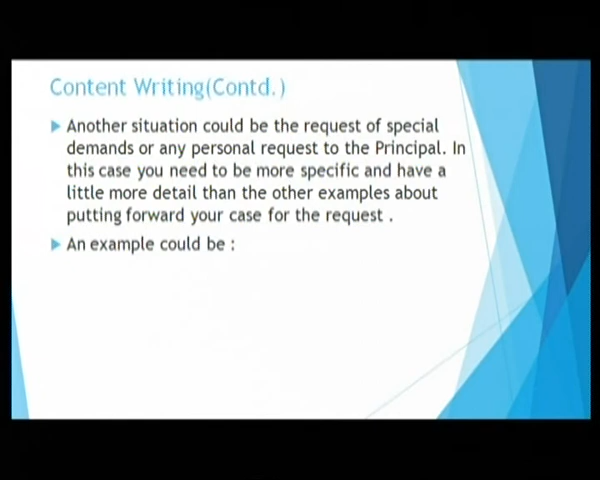 Content Writing(Contd.)
Another situation could be the request of special
demands or any personal request to the Principal. In
this case you need to be more specific and have a
little more detail than the other examples about
putting forward your case for the request .
An example could be :